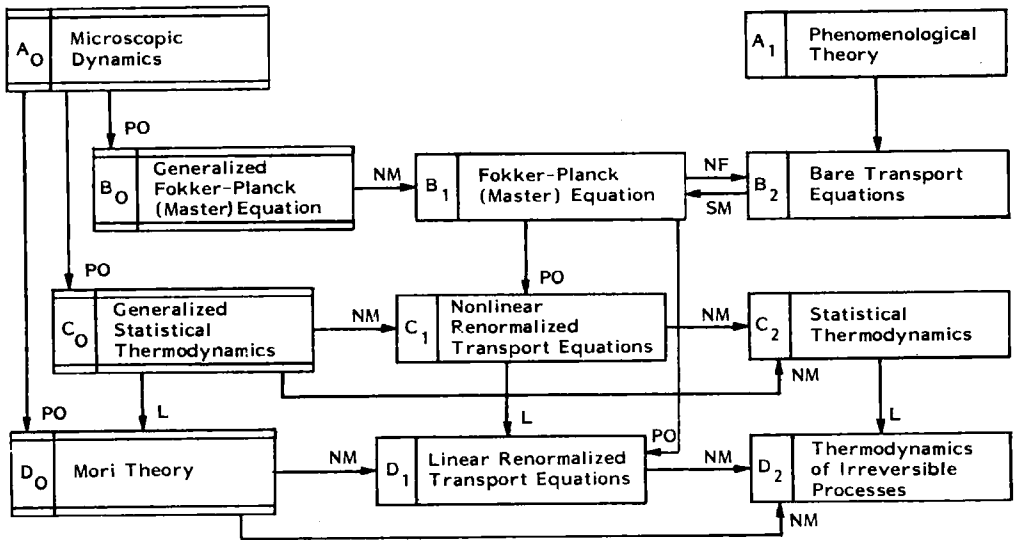 A0
Microscopic
Dynamics
A1
Phenomenological
Theory
PO
B0
Generalized
Fokker-Planck
(Master) Equation
NM
B1
Fokker-Planck
(Master) Equation
NF
SM
B2
Bare Transport
Equations
PO
PO
C0
Generalized
Statistical
Thermodynamics
NM
C1
Nonlinear
Renormalized
Transport Equations
NM
C2
Statistical
Thermodynamics
NM
PO
L
L
PO
L
D0
Mori Theory
NM
D1
Linear Renormalized
Transport Equations
NM
D2
Thermodynamics
of Irreversible
Processes
NM